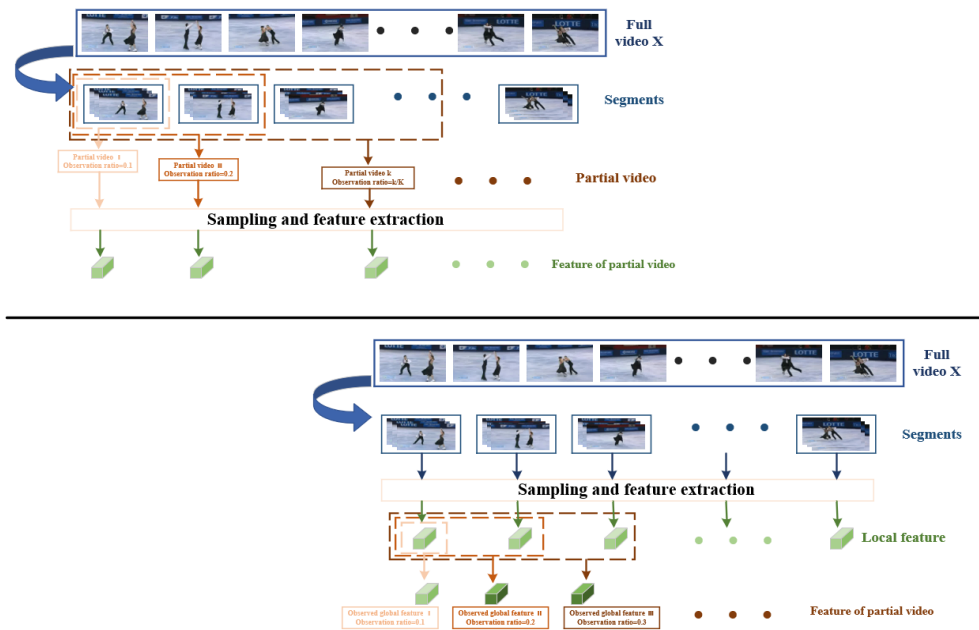 Full
video X
Segments
Partial video I
Observation ratio=0.1
Partial video II
Observation ratio=0.2
Partial video k
Observation ratio=k/K
Partial video
Sampling and feature extraction
Feature of partial video
Full
video X
Segments
Sampling and feature extraction
Local feature
Observed global feature I
Observation ratio=0.1
Observed global feature II
Observation ratio=0.2
Observed global feature III
Observation ratio=0.3
Feature of partial video